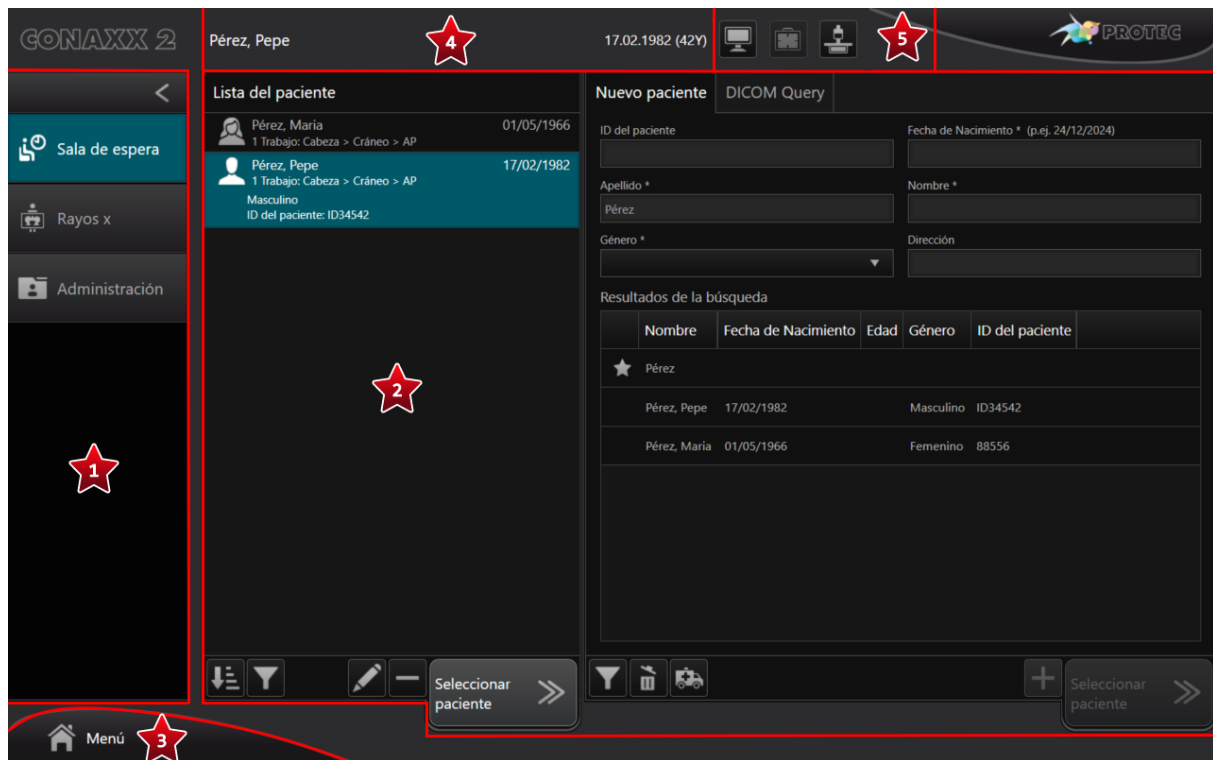 CONAXX 2
Pérez, Pepe
4
17.02.1982 (42Y)
5
PROTEC
Sala de espera
Rayos x
Administración
1
Lista del paciente
Pérez, Maria 01/05/1966
1 Trabajo: Cabeza > Cráneo > AP
Pérez, Pepe 17/02/1982
1 Trabajo: Cabeza > Cráneo > AP
Masculino
ID del paciente: ID34542
2
Seleccionar
paciente
Nuevo paciente DICOM Query
ID del paciente Fecha de Nacimiento * (p.ej. 24/12/2024)
Apellido * Nombre *
Pérez
Género * Dirección
Resultados de la búsqueda
Nombre Fecha de Nacimiento Edad Género ID del paciente
Pérez
Pérez, Pepe 17/02/1982 Masculino ID34542
Pérez, Maria 01/05/1966 Femenino 88556
Seleccionar
paciente
Menú
3